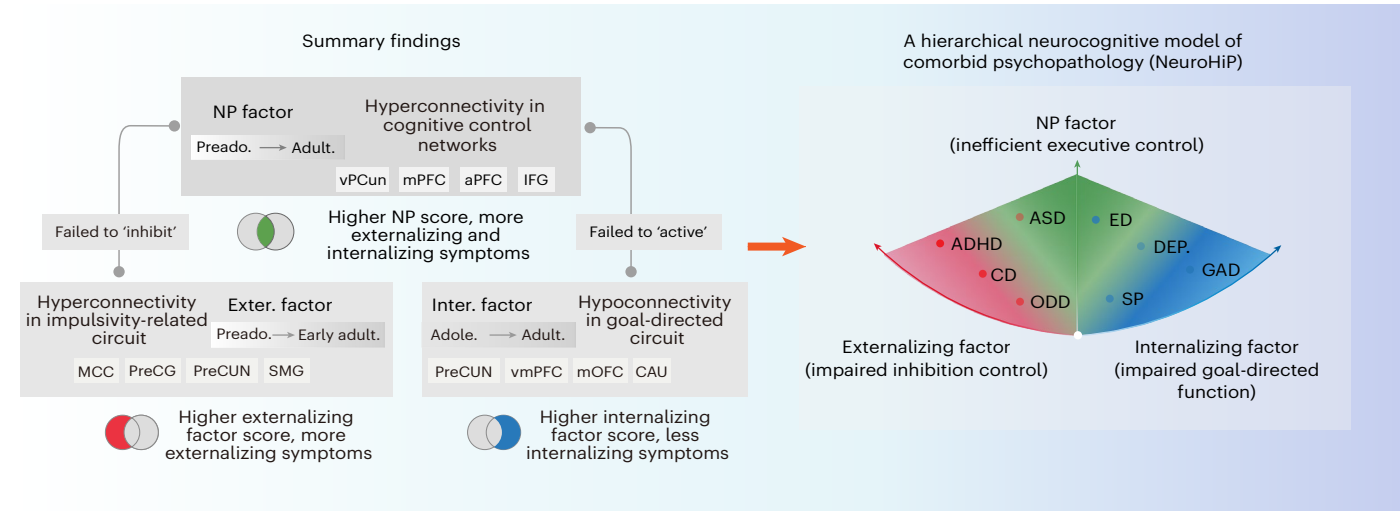 Summary findings
NP factor
Preado. → Adult.
Hyperconnectivity in
cognitive control
networks
vPCun mPFC aPFC IFG
Failed to ‘inhibit’
Higher NP score, more
externalizing and
internalizing symptoms
Failed to ‘active’
Hyperconnectivity
in impulsivity-related
circuit
Exter. factor
Preado. → Early adult.
MCC PreCG PreCUN SMG
Higher externalizing
factor score, more
externalizing symptoms
Inter. factor
Adole. → Adult.
Hypoconnectivity
in goal-directed
circuit
PreCUN vmPFC mOFC CAU
Higher internalizing
factor score, less
internalizing symptoms
A hierarchical neurocognitive model of
comorbid psychopathology (NeuroHiP)
NP factor
(inefficient executive control)
ASD
ED
ADHD
DEP.
CD
GAD
ODD
SP
Externalizing factor
(impaired inhibition control)
Internalizing factor
(impaired goal-directed
function)